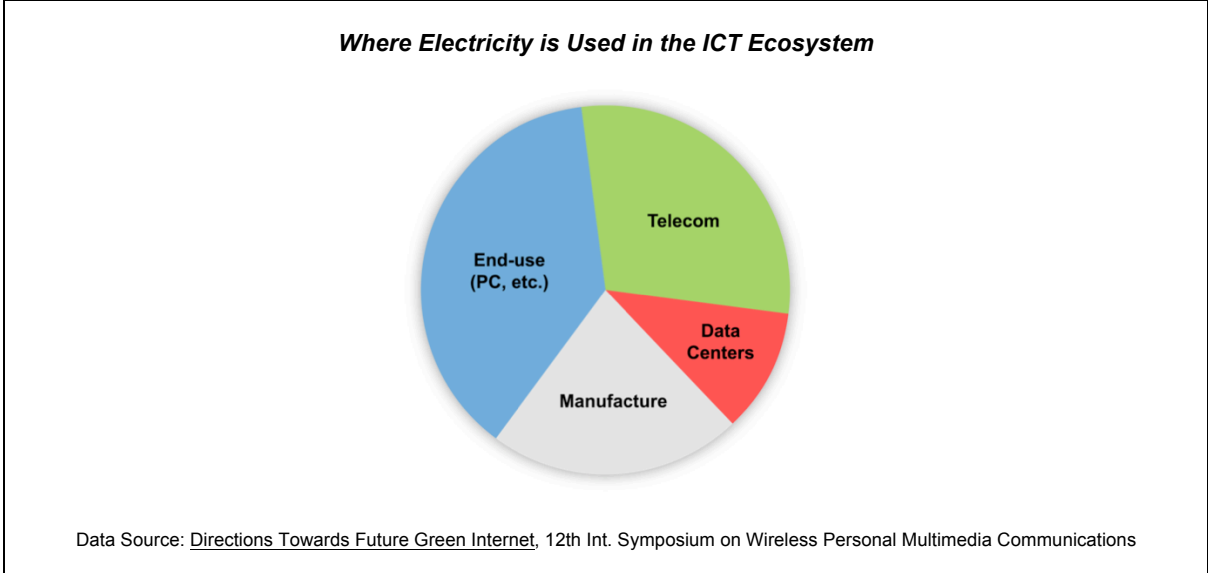 Where Electricity is Used in the ICT Ecosystem
Telecom
End-use
(PC, etc.)
Data
Centers
Manufacture
Data Source: Directions Towards Future Green Internet, 12th Int. Symposium on Wireless Personal Multimedia Communications